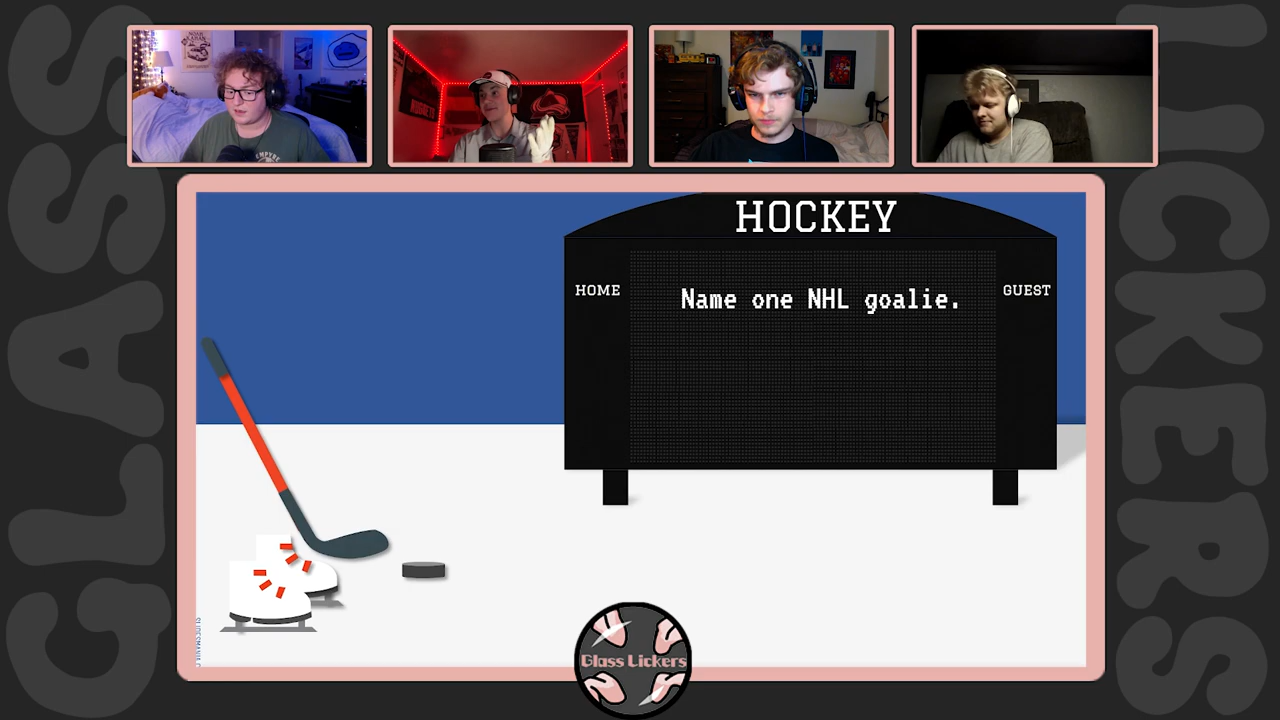 GLASS
LICKERS
HOCKEY
HOME
GUEST
Name one NHL goalie.
Glass Lickers